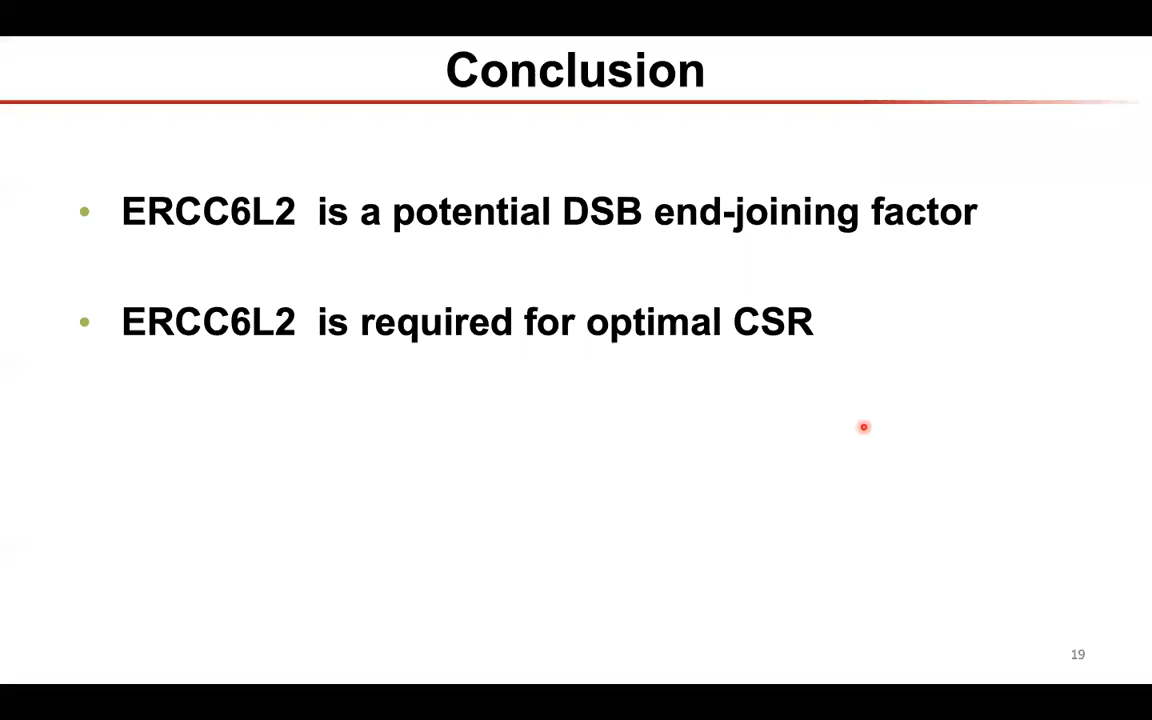 Conclusion
• ERCC6L2 is a potential DSB end-joining factor
• ERCC6L2 is required for optimal CSR
19